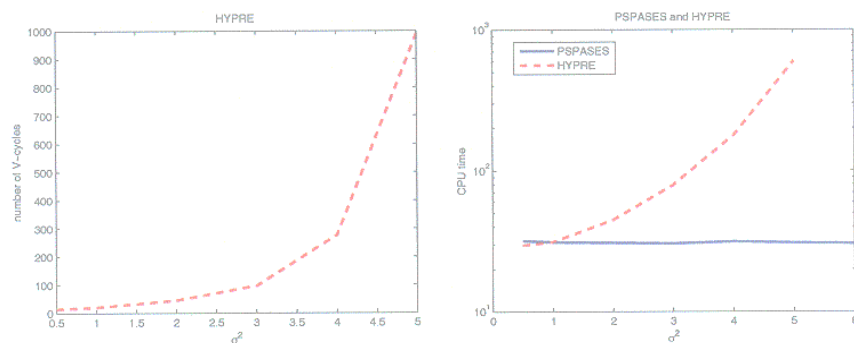 HYPRE
1000
900
800
700
600
500
400
300
200
100
0
number of V-cycles
0.5 1 1.5 2 2.5 3 3.5 4 4.5 5
σ²
PSPASES and HYPRE
PSPASES
HYPRE
10³
10²
10¹
CPU time
0 1 2 3 4 5 6
σ²